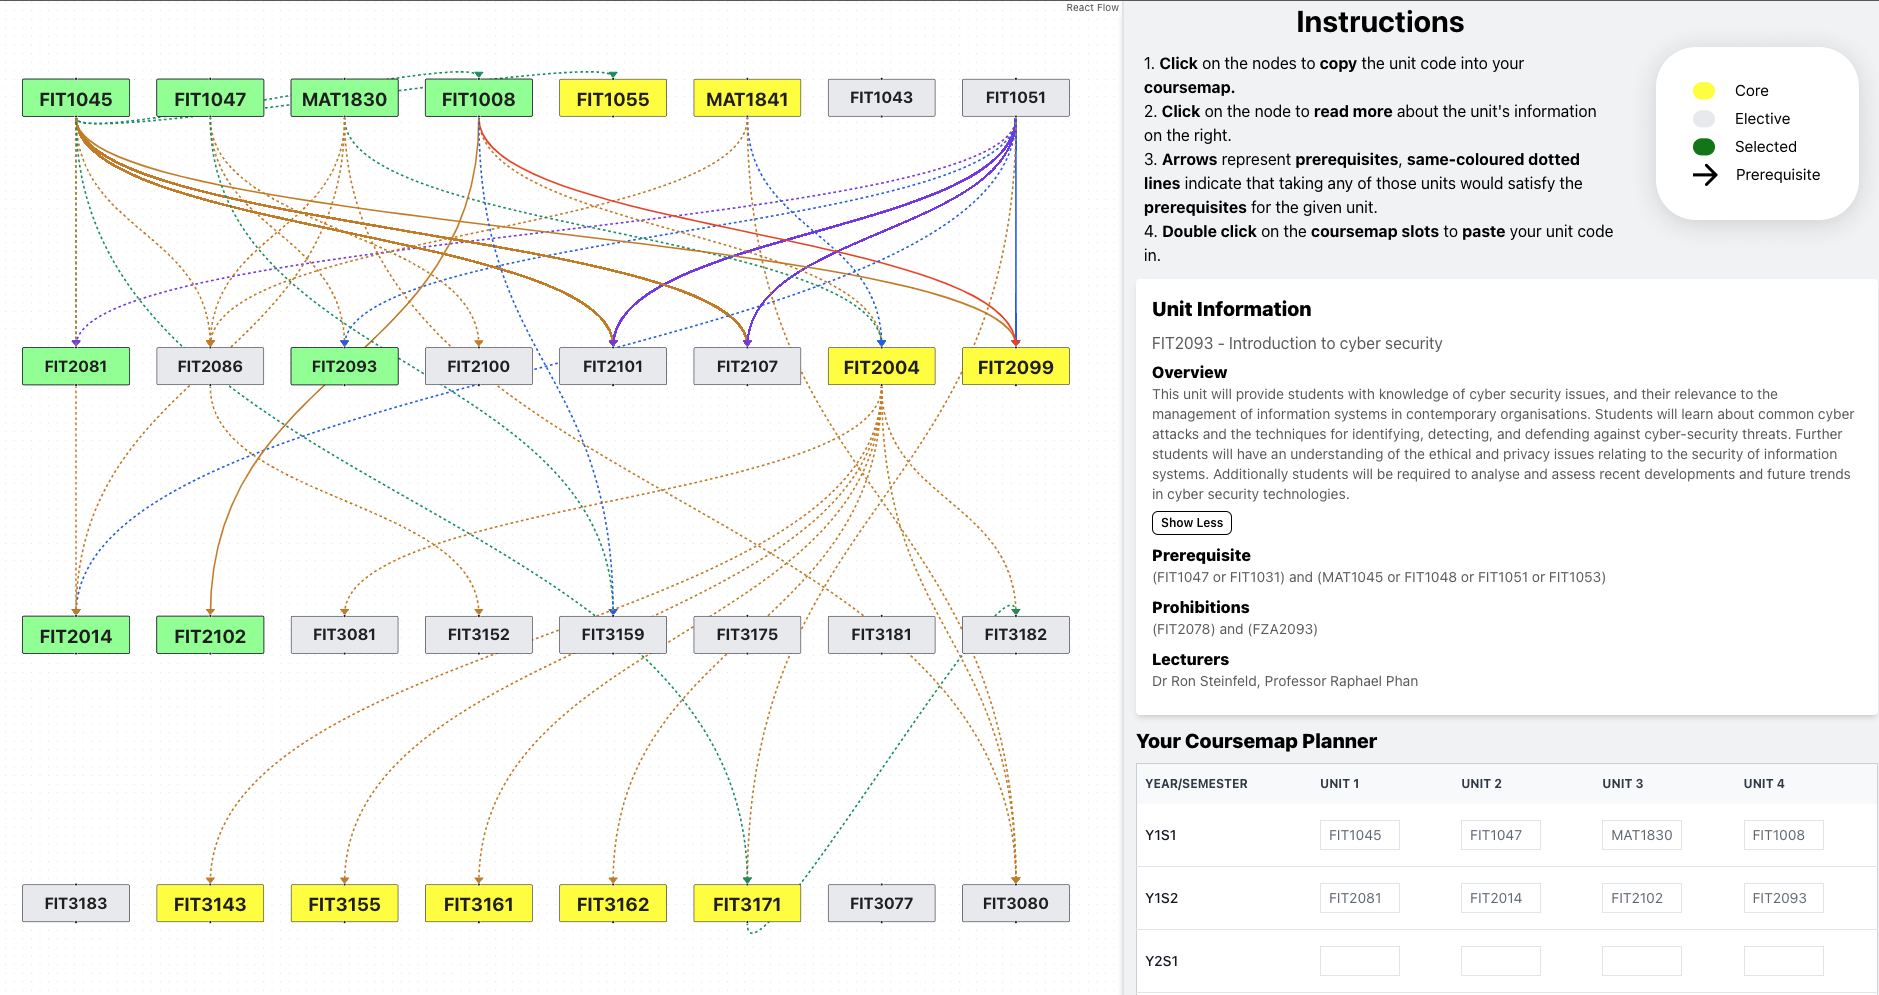 React Flow
FIT1045
FIT1047
MAT1830
FIT1008
FIT1055
MAT1841
FIT1043
FIT1051
FIT2081
FIT2086
FIT2093
FIT2100
FIT2101
FIT2107
FIT2004
FIT2099
FIT2014
FIT2102
FIT3081
FIT3152
FIT3159
FIT3175
FIT3181
FIT3182
FIT3183
FIT3143
FIT3155
FIT3161
FIT3162
FIT3171
FIT3077
FIT3080
Instructions
1. Click on the nodes to copy the unit code into your
coursemap.
2. Click on the node to read more about the unit's information
on the right.
3. Arrows represent prerequisites, same-coloured dotted
lines indicate that taking any of those units would satisfy the
prerequisites for the given unit.
4. Double click on the coursemap slots to paste your unit code
in.
Core
Elective
Selected
Prerequisite
Unit Information
FIT2093 - Introduction to cyber security
Overview
This unit will provide students with knowledge of cyber security issues, and their relevance to the
management of information systems in contemporary organisations. Students will learn about common cyber
attacks and the techniques for identifying, detecting, and defending against cyber-security threats. Further
students will have an understanding of the ethical and privacy issues relating to the security of information
systems. Additionally students will be required to analyse and assess recent developments and future trends
in cyber security technologies.
Show Less
Prerequisite
(FIT1047 or FIT1031) and (MAT1045 or FIT1048 or FIT1051 or FIT1053)
Prohibitions
(FIT2078) and (FZA2093)
Lecturers
Dr Ron Steinfeld, Professor Raphael Phan
Your Coursemap Planner
YEAR/SEMESTER UNIT 1 UNIT 2 UNIT 3 UNIT 4
Y1S1 FIT1045 FIT1047 MAT1830 FIT1008
Y1S2 FIT2081 FIT2014 FIT2102 FIT2093
Y2S1